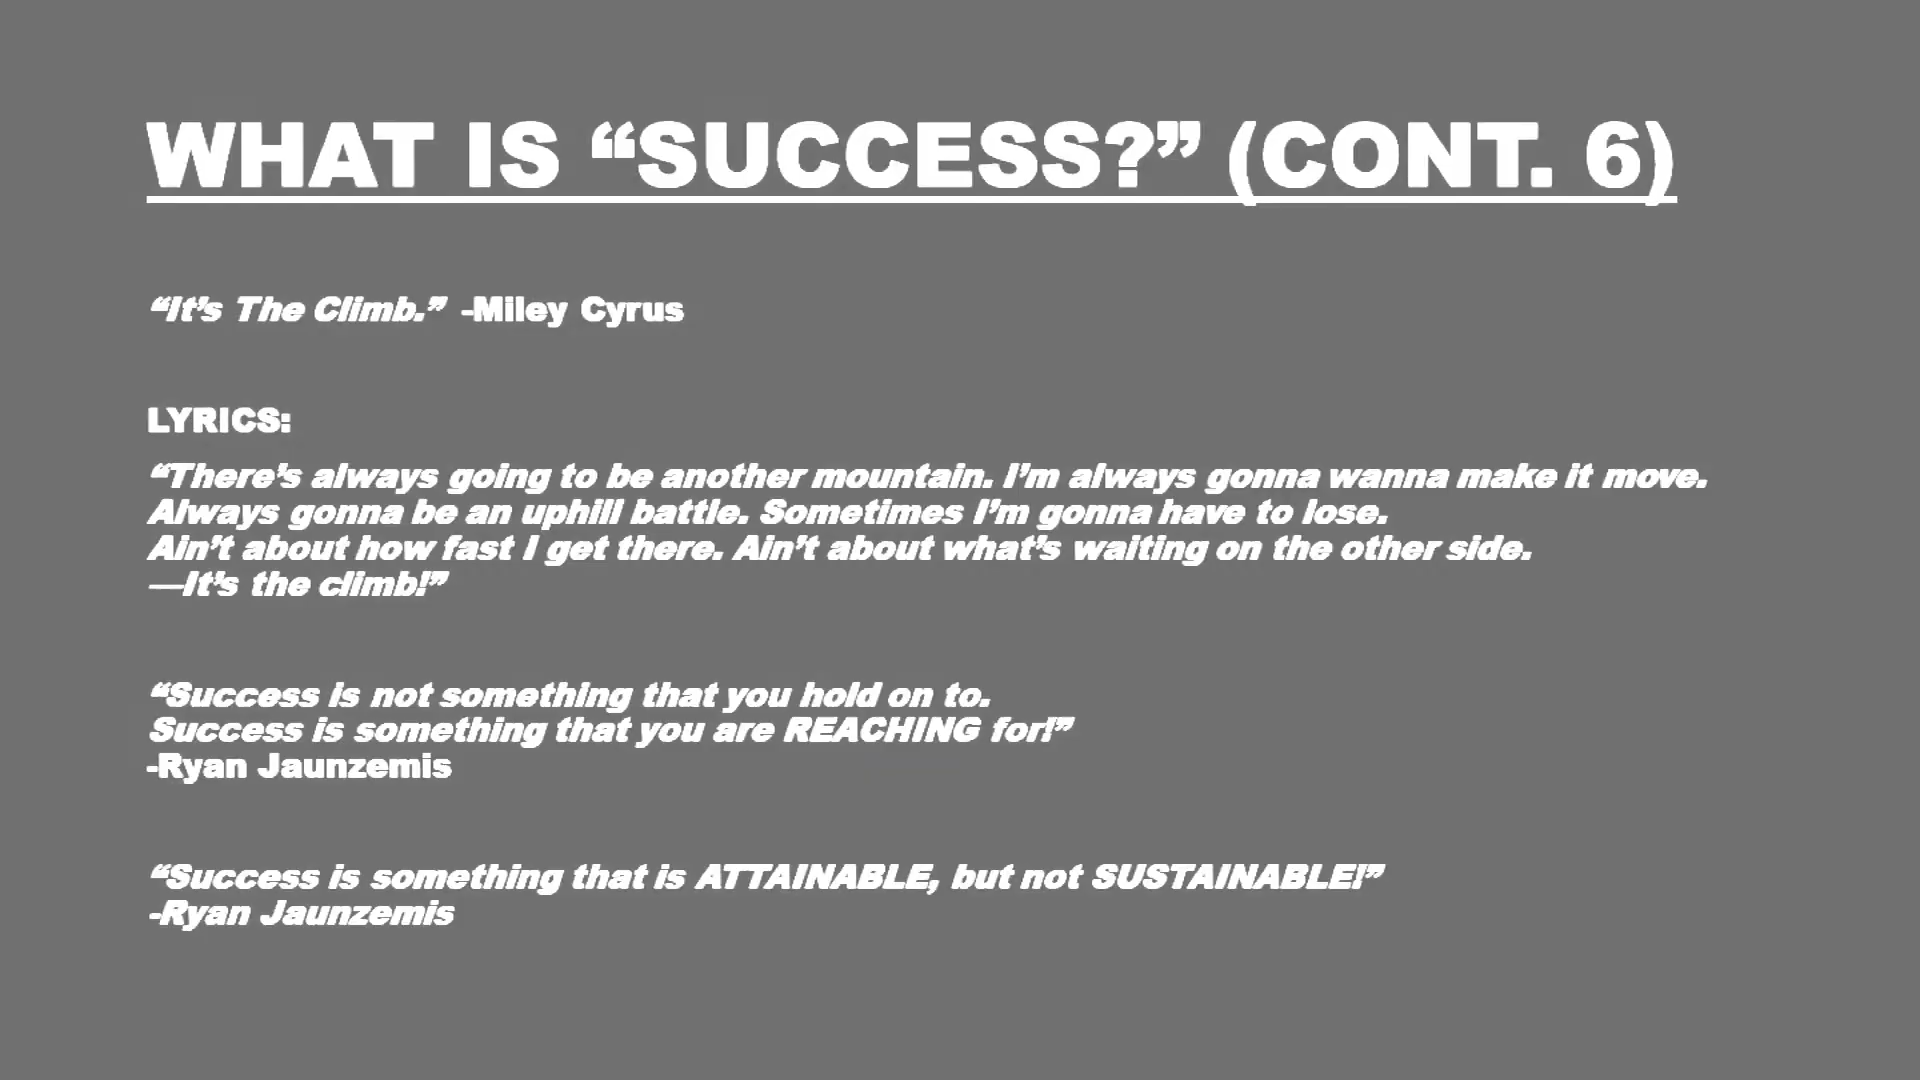 WHAT IS “SUCCESS?” (CONT. 6)
“It’s The Climb.” -Miley Cyrus
LYRICS:
“There’s always going to be another mountain. I’m always gonna wanna make it move.
Always gonna be an uphill battle. Sometimes I’m gonna have to lose.
Ain’t about how fast I get there. Ain’t about what’s waiting on the other side.
—It’s the climb!”
“Success is not something that you hold on to.
Success is something that you are REACHING for!”
-Ryan Jaunzemis
“Success is something that is ATTAINABLE, but not SUSTAINABLE!”
-Ryan Jaunzemis